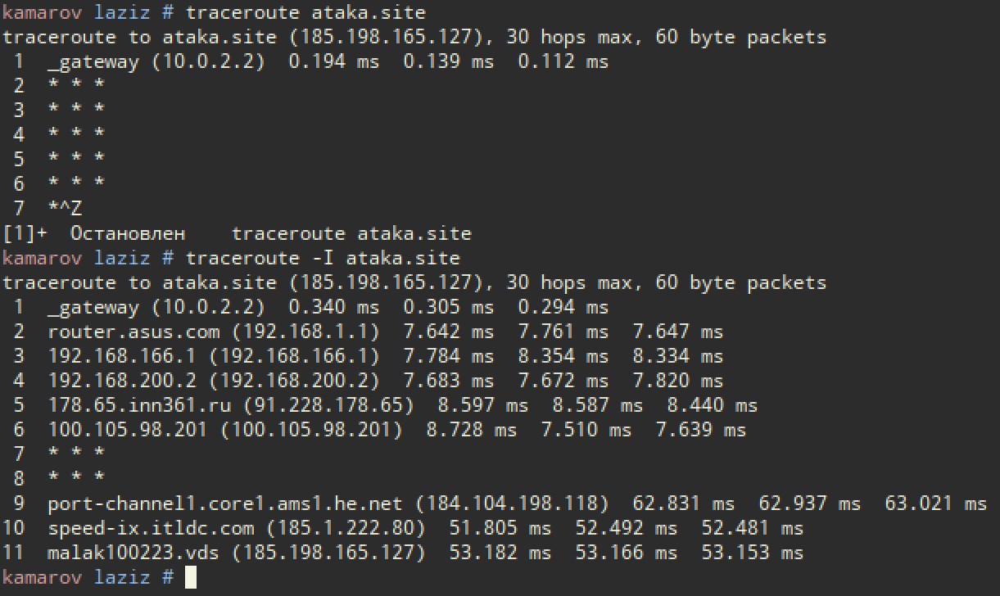 kamarov laziz # traceroute ataka.site
traceroute to ataka.site (185.198.165.127), 30 hops max, 60 byte packets
 1  _gateway (10.0.2.2)  0.194 ms  0.139 ms  0.112 ms
 2  * * *
 3  * * *
 4  * * *
 5  * * *
 6  * * *
 7  *^Z
[1]+  Остановлен    traceroute ataka.site
kamarov laziz # traceroute -I ataka.site
traceroute to ataka.site (185.198.165.127), 30 hops max, 60 byte packets
 1  _gateway (10.0.2.2)  0.340 ms  0.305 ms  0.294 ms
 2  router.asus.com (192.168.1.1)  7.642 ms  7.761 ms  7.647 ms
 3  192.168.166.1 (192.168.166.1)  7.784 ms  8.354 ms  8.334 ms
 4  192.168.200.2 (192.168.200.2)  7.683 ms  7.672 ms  7.820 ms
 5  178.65.inn361.ru (91.228.178.65)  8.597 ms  8.587 ms  8.440 ms
 6  100.105.98.201 (100.105.98.201)  8.728 ms  7.510 ms  7.639 ms
 7  * * *
 8  * * *
 9  port-channel1.core1.ams1.he.net (184.104.198.118)  62.831 ms  62.937 ms  63.021 ms
10  speed-ix.itldc.com (185.1.222.80)  51.805 ms  52.492 ms  52.481 ms
11  malak100223.vds (185.198.165.127)  53.182 ms  53.166 ms  53.153 ms
kamarov laziz #